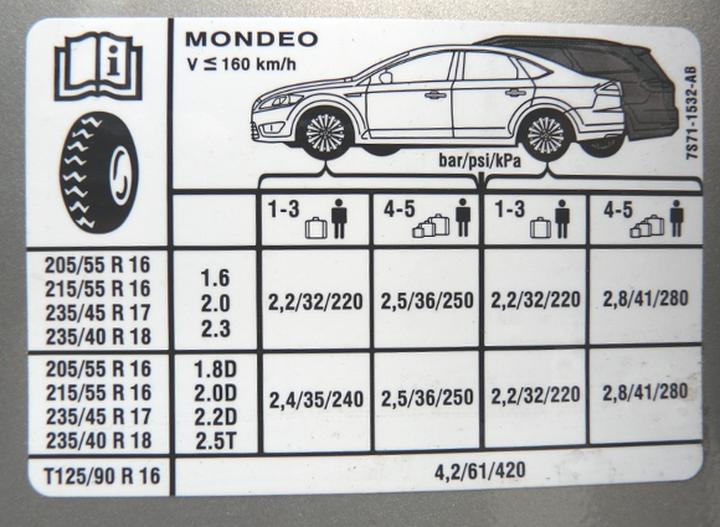 MONDEO
V ≤ 160 km/h
7S71-1532-AB
bar/psi/kPa
1-3 4-5 1-3 4-5
205/55 R 16
215/55 R 16
235/45 R 17
235/40 R 18
1.6
2.0
2.3
2,2/32/220 2,5/36/250 2,2/32/220 2,8/41/280
205/55 R 16
215/55 R 16
235/45 R 17
235/40 R 18
1.8D
2.0D
2.2D
2.5T
2,4/35/240 2,5/36/250 2,2/32/220 2,8/41/280
T125/90 R 16 4,2/61/420